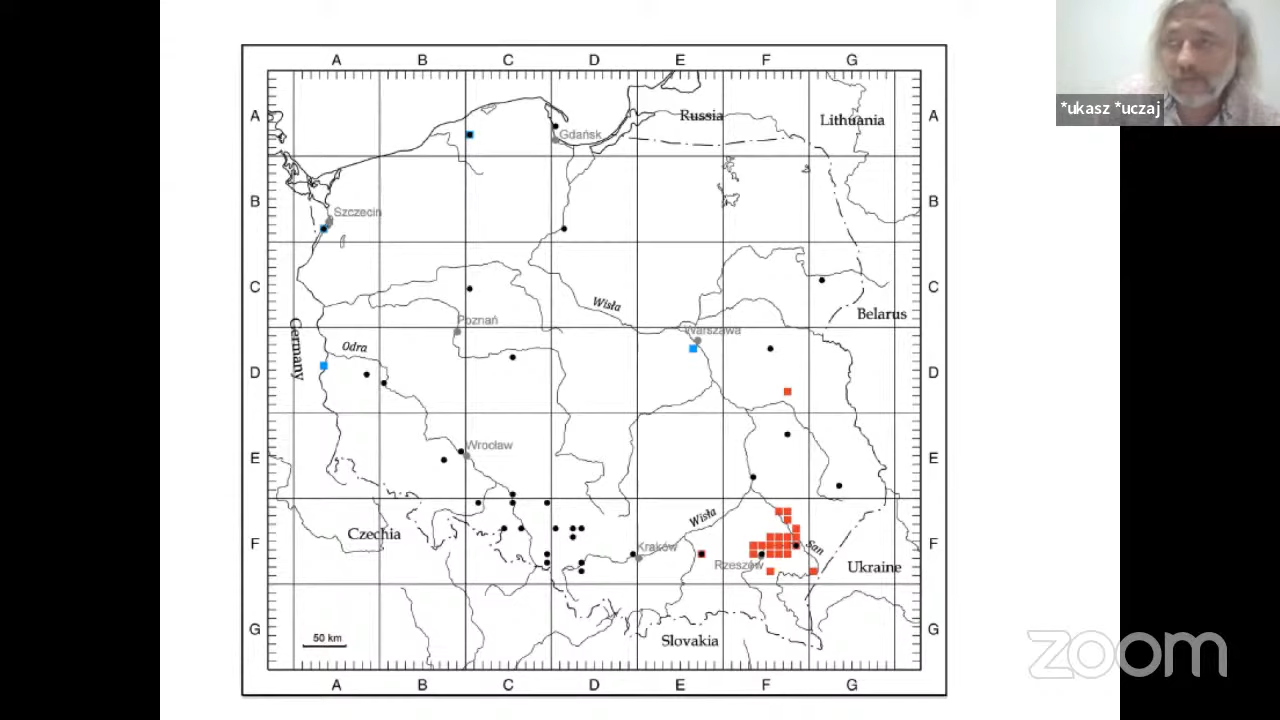 *ukasz *uczaj
A B C D E F G
A
A
Russia
Lithuania
Gdańsk
B
B
Szczecin
C
C
Wisła
Belarus
Poznań
Warszawa
Germany
Odra
D
D
Wrocław
E
E
Wisła
Czechia
F
F
Kraków
San
Rzeszów
Ukraine
G
G
50 km
Slovakia
A B C D E F G
zoom